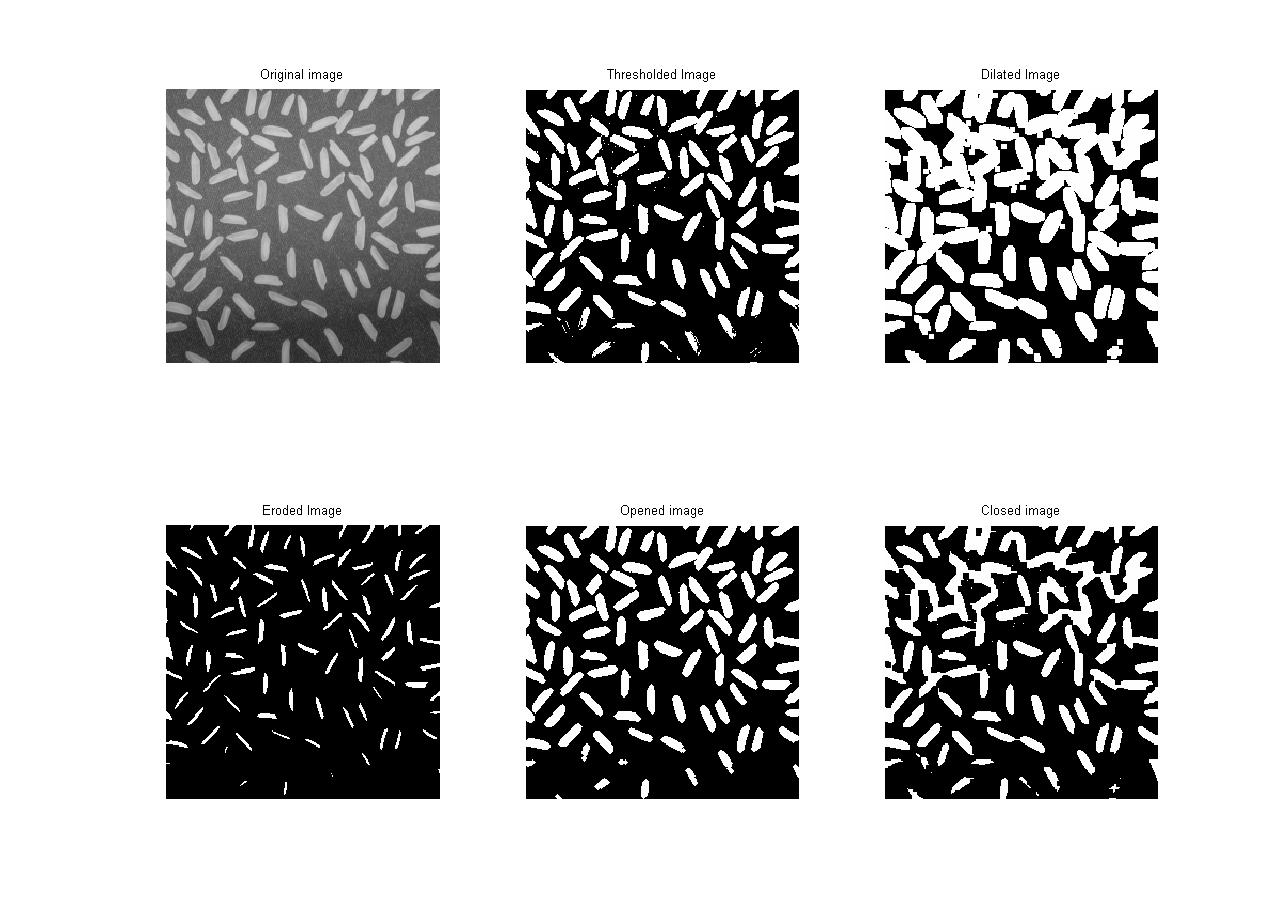 Original image
Thresholded Image
Dilated Image
Eroded Image
Opened image
Closed image